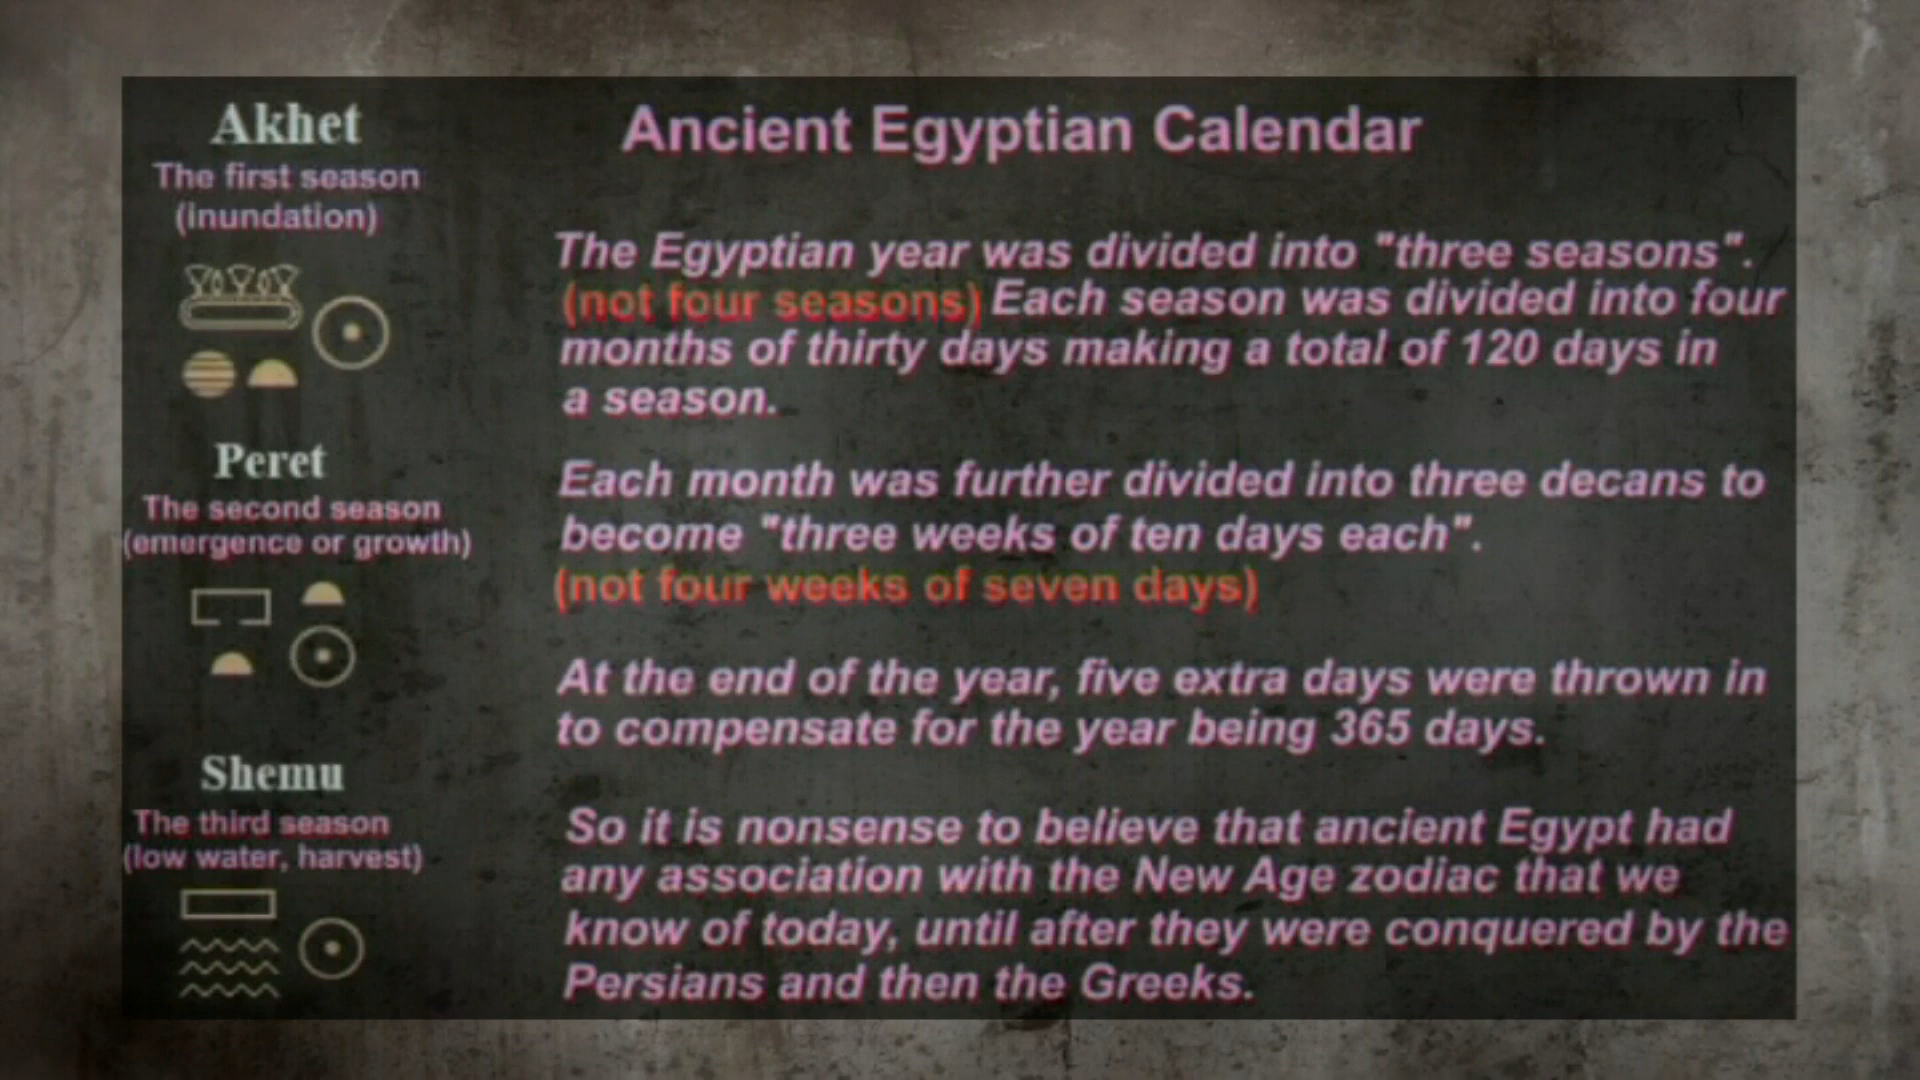 Akhet
The first season
(inundation)
Peret
The second season
(emergence or growth)
Shemu
The third season
(low water, harvest)
Ancient Egyptian Calendar
The Egyptian year was divided into "three seasons".
(not four seasons) Each season was divided into four
months of thirty days making a total of 120 days in
a season.
Each month was further divided into three decans to
become "three weeks of ten days each".
(not four weeks of seven days)
At the end of the year, five extra days were thrown in
to compensate for the year being 365 days.
So it is nonsense to believe that ancient Egypt had
any association with the New Age zodiac that we
know of today, until after they were conquered by the
Persians and then the Greeks.